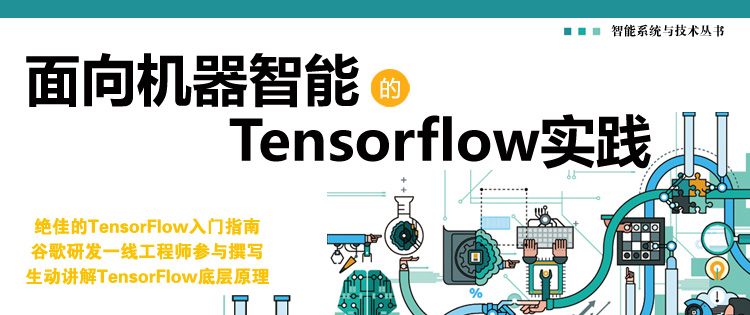 智能系统与技术丛书
面向机器智能的
Tensorflow实践
绝佳的TensorFlow入门指南
谷歌研发一线工程师参与撰写
生动讲解TensorFlow底层原理
%